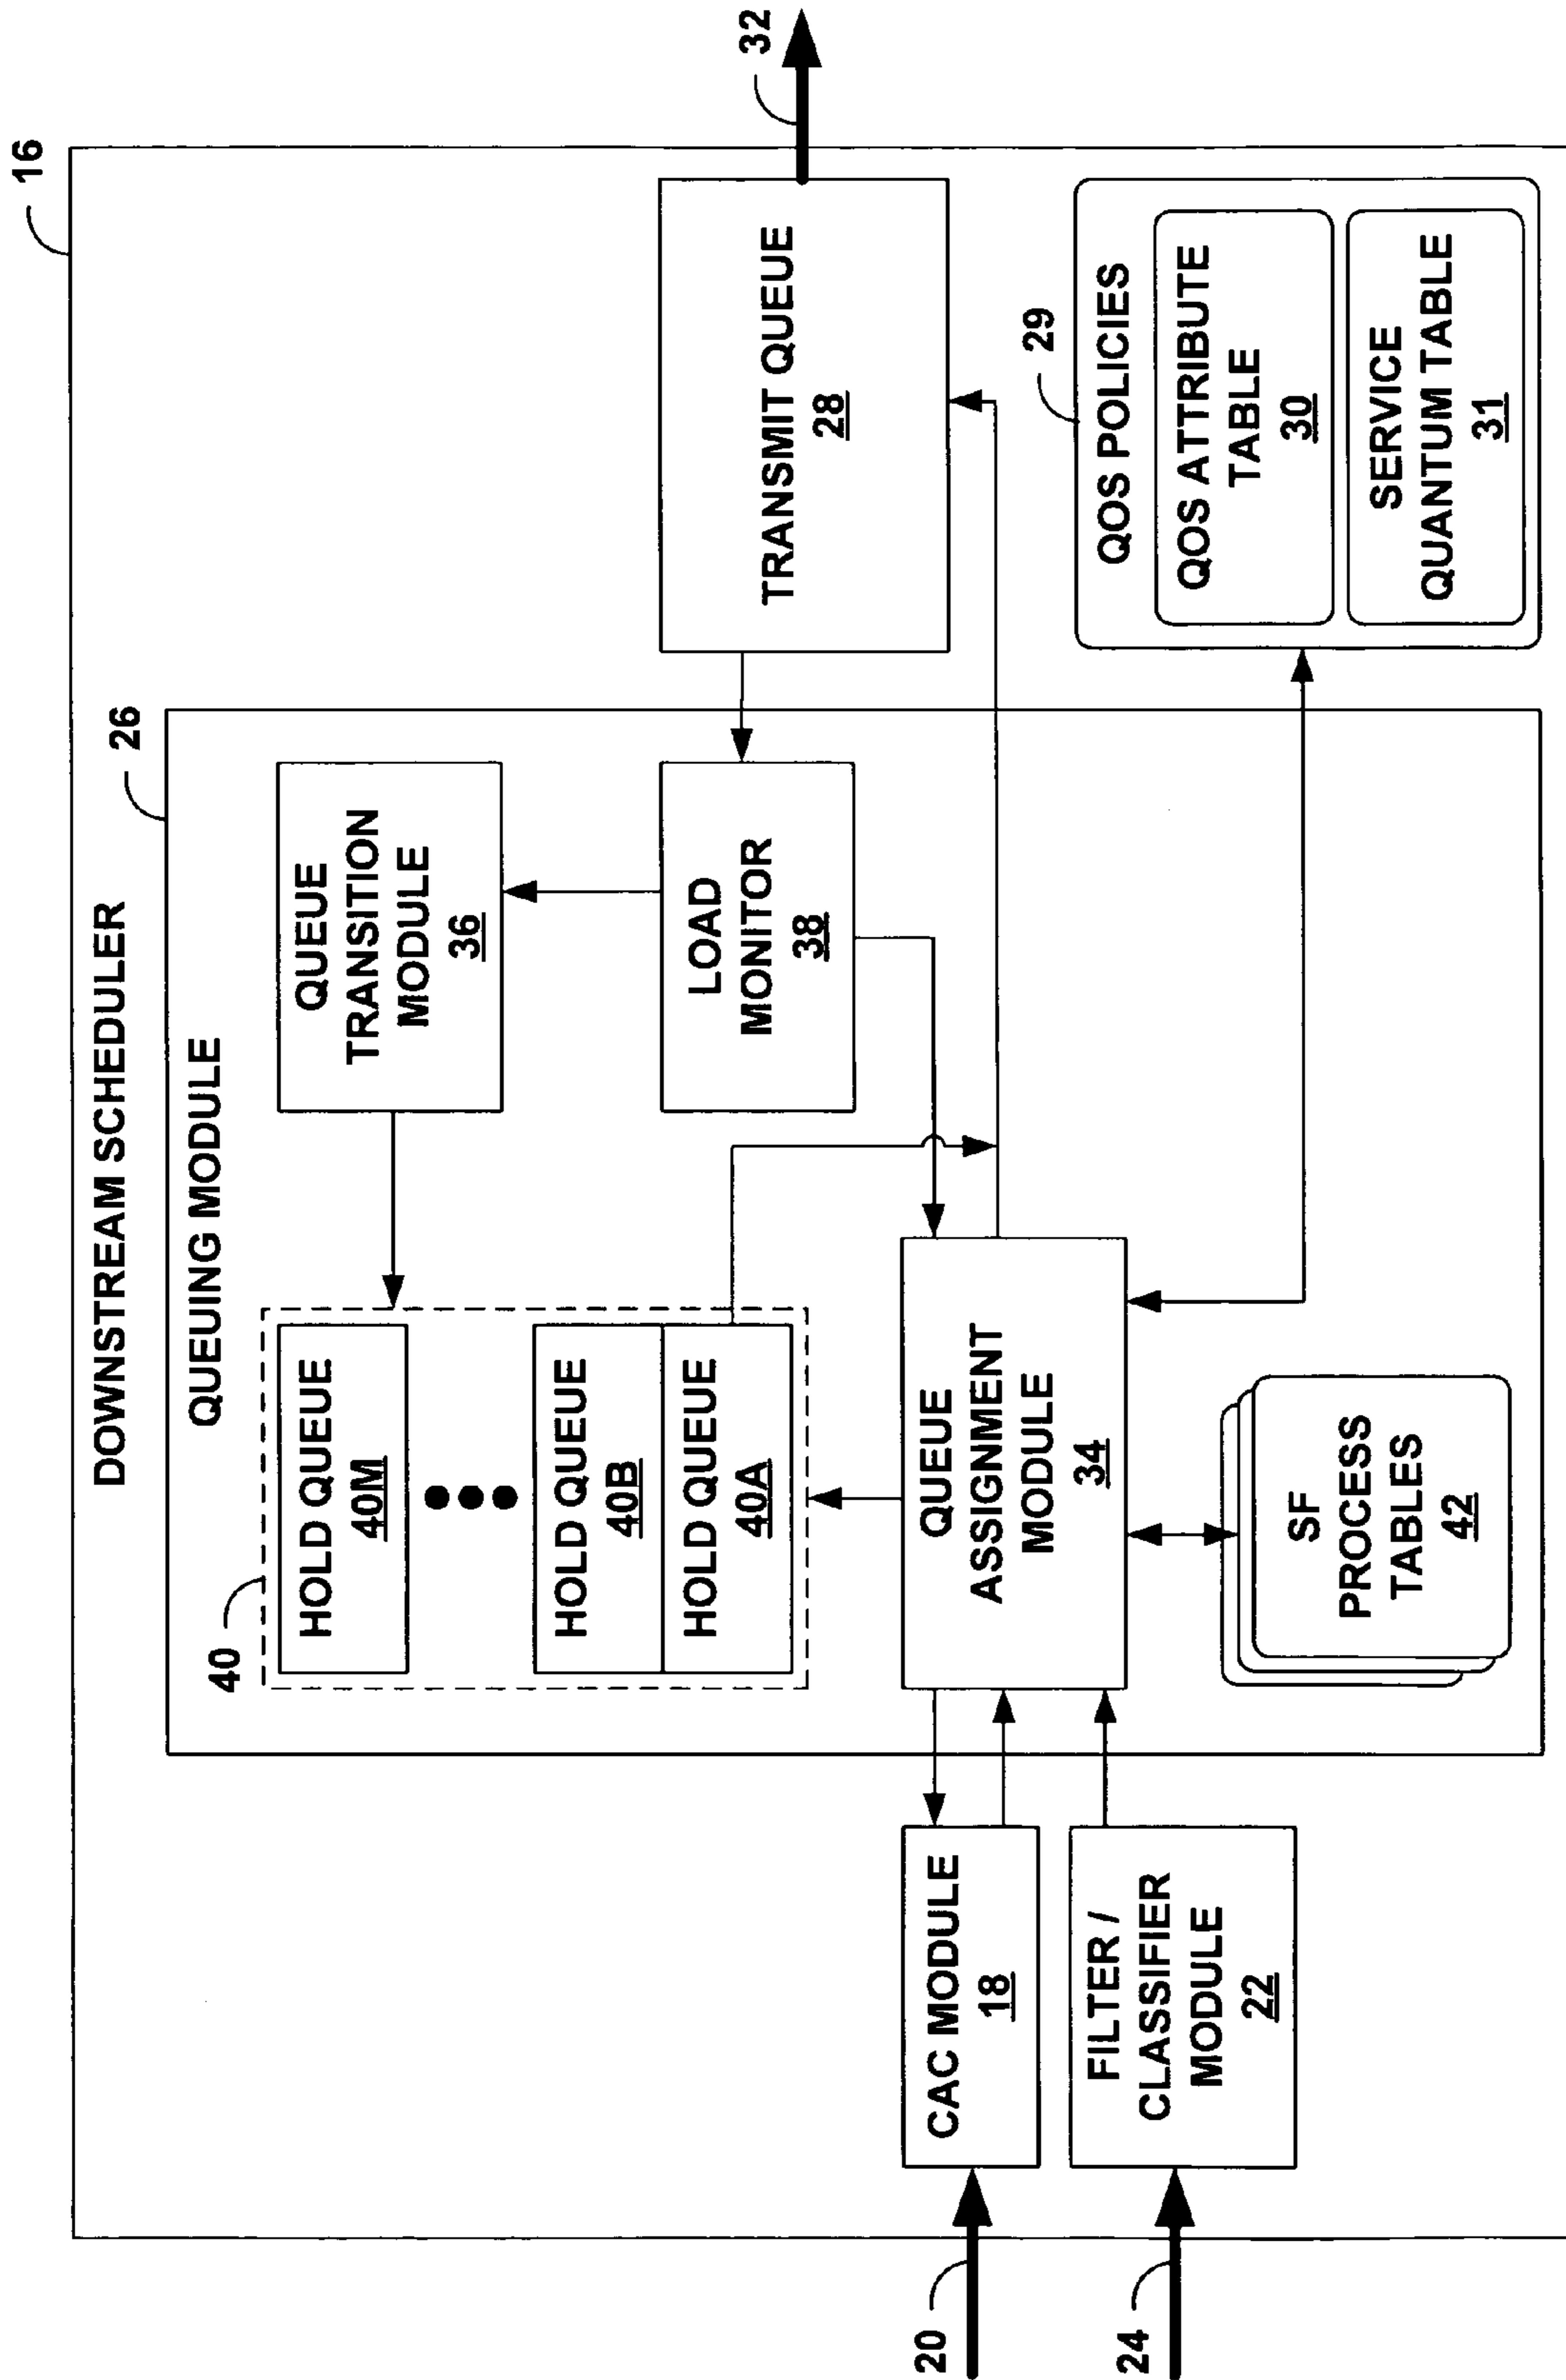 16
DOWNSTREAM SCHEDULER
26
QUEUING MODULE
40
HOLD QUEUE
40M
HOLD QUEUE
40B
HOLD QUEUE
40A
QUEUE
TRANSITION
MODULE
36
LOAD
MONITOR
38
TRANSMIT QUEUE
28
32
20
CAC MODULE
18
24
FILTER /
CLASSIFIER
MODULE
22
QUEUE
ASSIGNMENT
MODULE
34
SF
PROCESS
TABLES
42
29
QOS POLICIES
QOS ATTRIBUTE
TABLE
30
SERVICE
QUANTUM TABLE
31